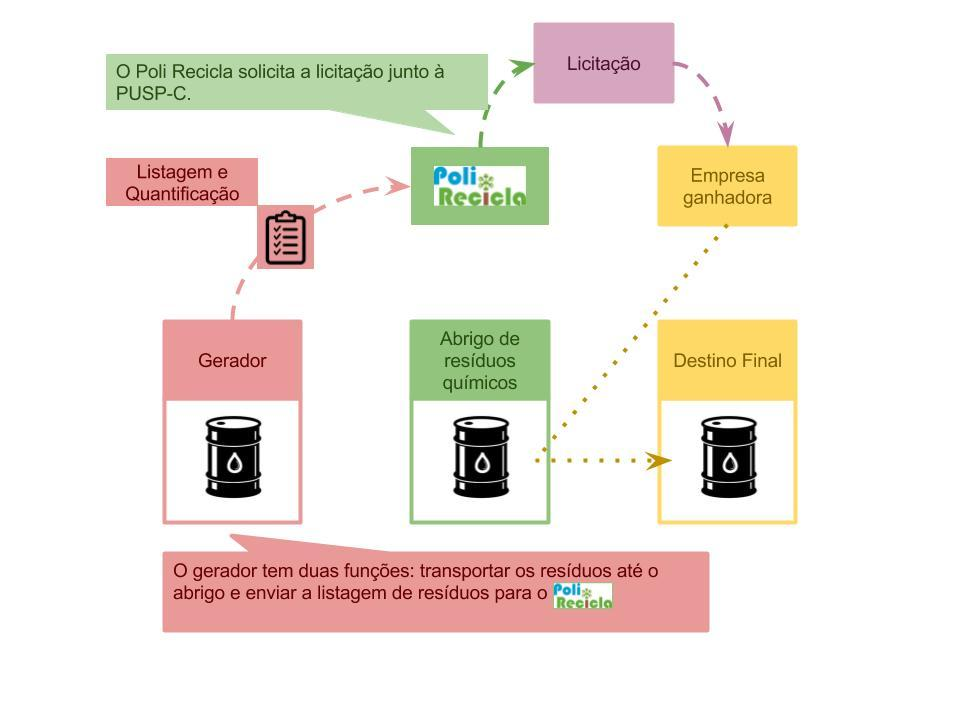 O Poli Recicla solicita a licitação junto à
PUSP-C.
Licitação
Listagem e
Quantificação
Poli
Recicla
Empresa
ganhadora
Gerador
Abrigo de
resíduos
químicos
Destino Final
O gerador tem duas funções: transportar os resíduos até o
abrigo e enviar a listagem de resíduos para o Poli
Recicla